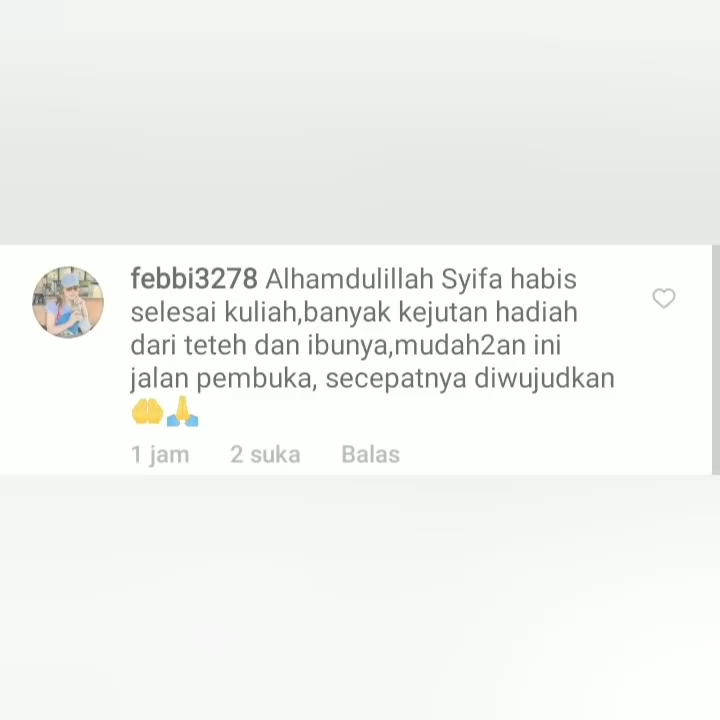 febbi3278 Alhamdulillah Syifa habis
selesai kuliah,banyak kejutan hadiah
dari teteh dan ibunya,mudah2an ini
jalan pembuka, secepatnya diwujudkan
🤲🙏
1 jam 2 suka Balas